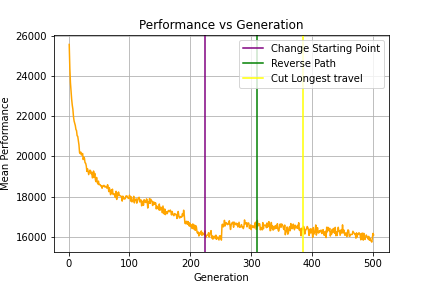 Performance vs Generation
Change Starting Point
Reverse Path
Cut Longest travel
Mean Performance
26000
24000
22000
20000
18000
16000
0 100 200 300 400 500
Generation